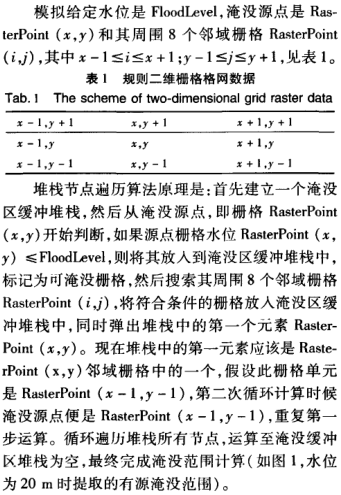 模拟给定水位是 FloodLevel,淹没源点是 Ras-
terPoint (x,y)和其周围 8 个邻域栅格 RasterPoint
(i,j),其中 x-1≤i≤x+1;y-1≤j≤y+1,见表 1。
表 1 规则二维栅格格网数据
Tab. 1 The scheme of two-dimensional grid raster data
x-1,y+1 x,y+1 x+1,y+1
x-1,y x,y x+1,y
x-1,y-1 x,y-1 x+1,y-1
堆栈节点遍历算法原理是:首先建立一个淹没
区缓冲堆栈,然后从淹没源点,即栅格 RasterPoint
(x,y)开始判断,如果源点栅格水位 RasterPoint (x,
y) ≤FloodLevel,则将其放入到淹没区缓冲堆栈中,
标记为可淹没栅格,然后搜索其周围 8 个邻域栅格
RasterPoint (i,j),将符合条件的栅格放入淹没区缓
冲堆栈中,同时弹出堆栈中的第一个元素 Raster-
Point (x,y)。现在堆栈中的第一元素应该是 Raste-
rPoint (x,y)邻域栅格中的一个,假设此栅格单元
是 RasterPoint (x-1,y-1),第二次循环计算时候
淹没源点便是 RasterPoint (x-1,y-1),重复第一
步运算。循环遍历堆栈所有节点,运算至淹没缓冲
区堆栈为空,最终完成淹没范围计算(如图 1,水位
为 20 m 时提取的有源淹没范围)。